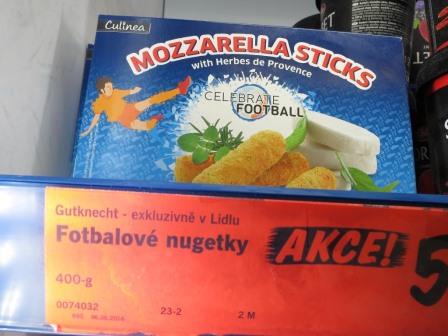 Culinea
MOZZARELLA STICKS
with Herbes de Provence
CELEBRATE
FOOTBALL
Gutknecht - exkluzivně v Lidlu
Fotbalové nugetky
AKCE!
5
400-g
0074032
23-2
2 M